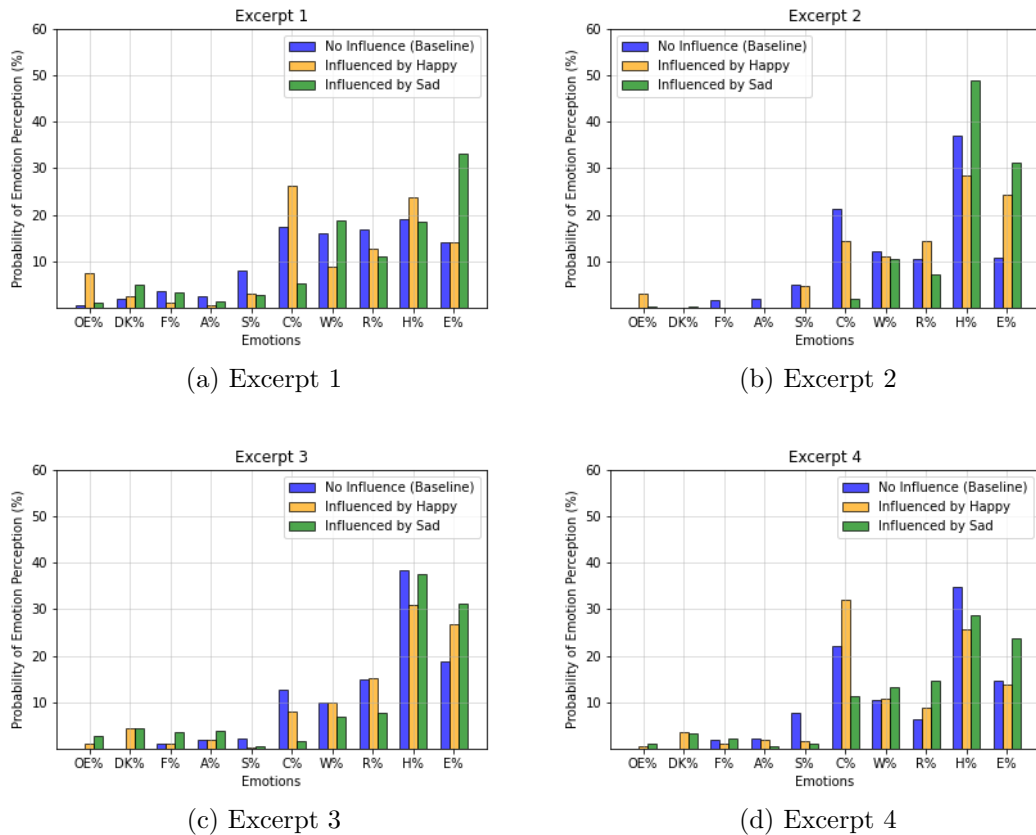 Excerpt 1
60
50
40
30
20
10
Probability of Emotion Perception (%)
No Influence (Baseline)
Influenced by Happy
Influenced by Sad
OE% DK% F% A% S% C% W% R% H% E%
Emotions
(a) Excerpt 1
Excerpt 2
60
50
40
30
20
10
Probability of Emotion Perception (%)
No Influence (Baseline)
Influenced by Happy
Influenced by Sad
OE% DK% F% A% S% C% W% R% H% E%
Emotions
(b) Excerpt 2
Excerpt 3
60
50
40
30
20
10
Probability of Emotion Perception (%)
No Influence (Baseline)
Influenced by Happy
Influenced by Sad
OE% DK% F% A% S% C% W% R% H% E%
Emotions
(c) Excerpt 3
Excerpt 4
60
50
40
30
20
10
Probability of Emotion Perception (%)
No Influence (Baseline)
Influenced by Happy
Influenced by Sad
OE% DK% F% A% S% C% W% R% H% E%
Emotions
(d) Excerpt 4